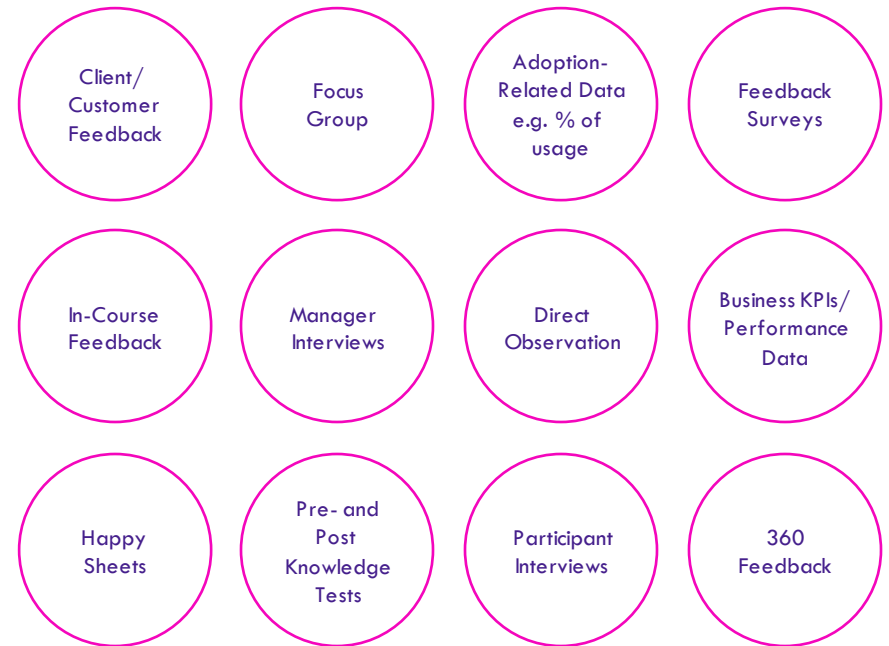 Client/
Customer
Feedback
Focus
Group
Adoption-
Related Data
e.g. % of
usage
Feedback
Surveys
In-Course
Feedback
Manager
Interviews
Direct
Observation
Business KPIs/
Performance
Data
Happy
Sheets
Pre- and
Post
Knowledge
Tests
Participant
Interviews
360
Feedback